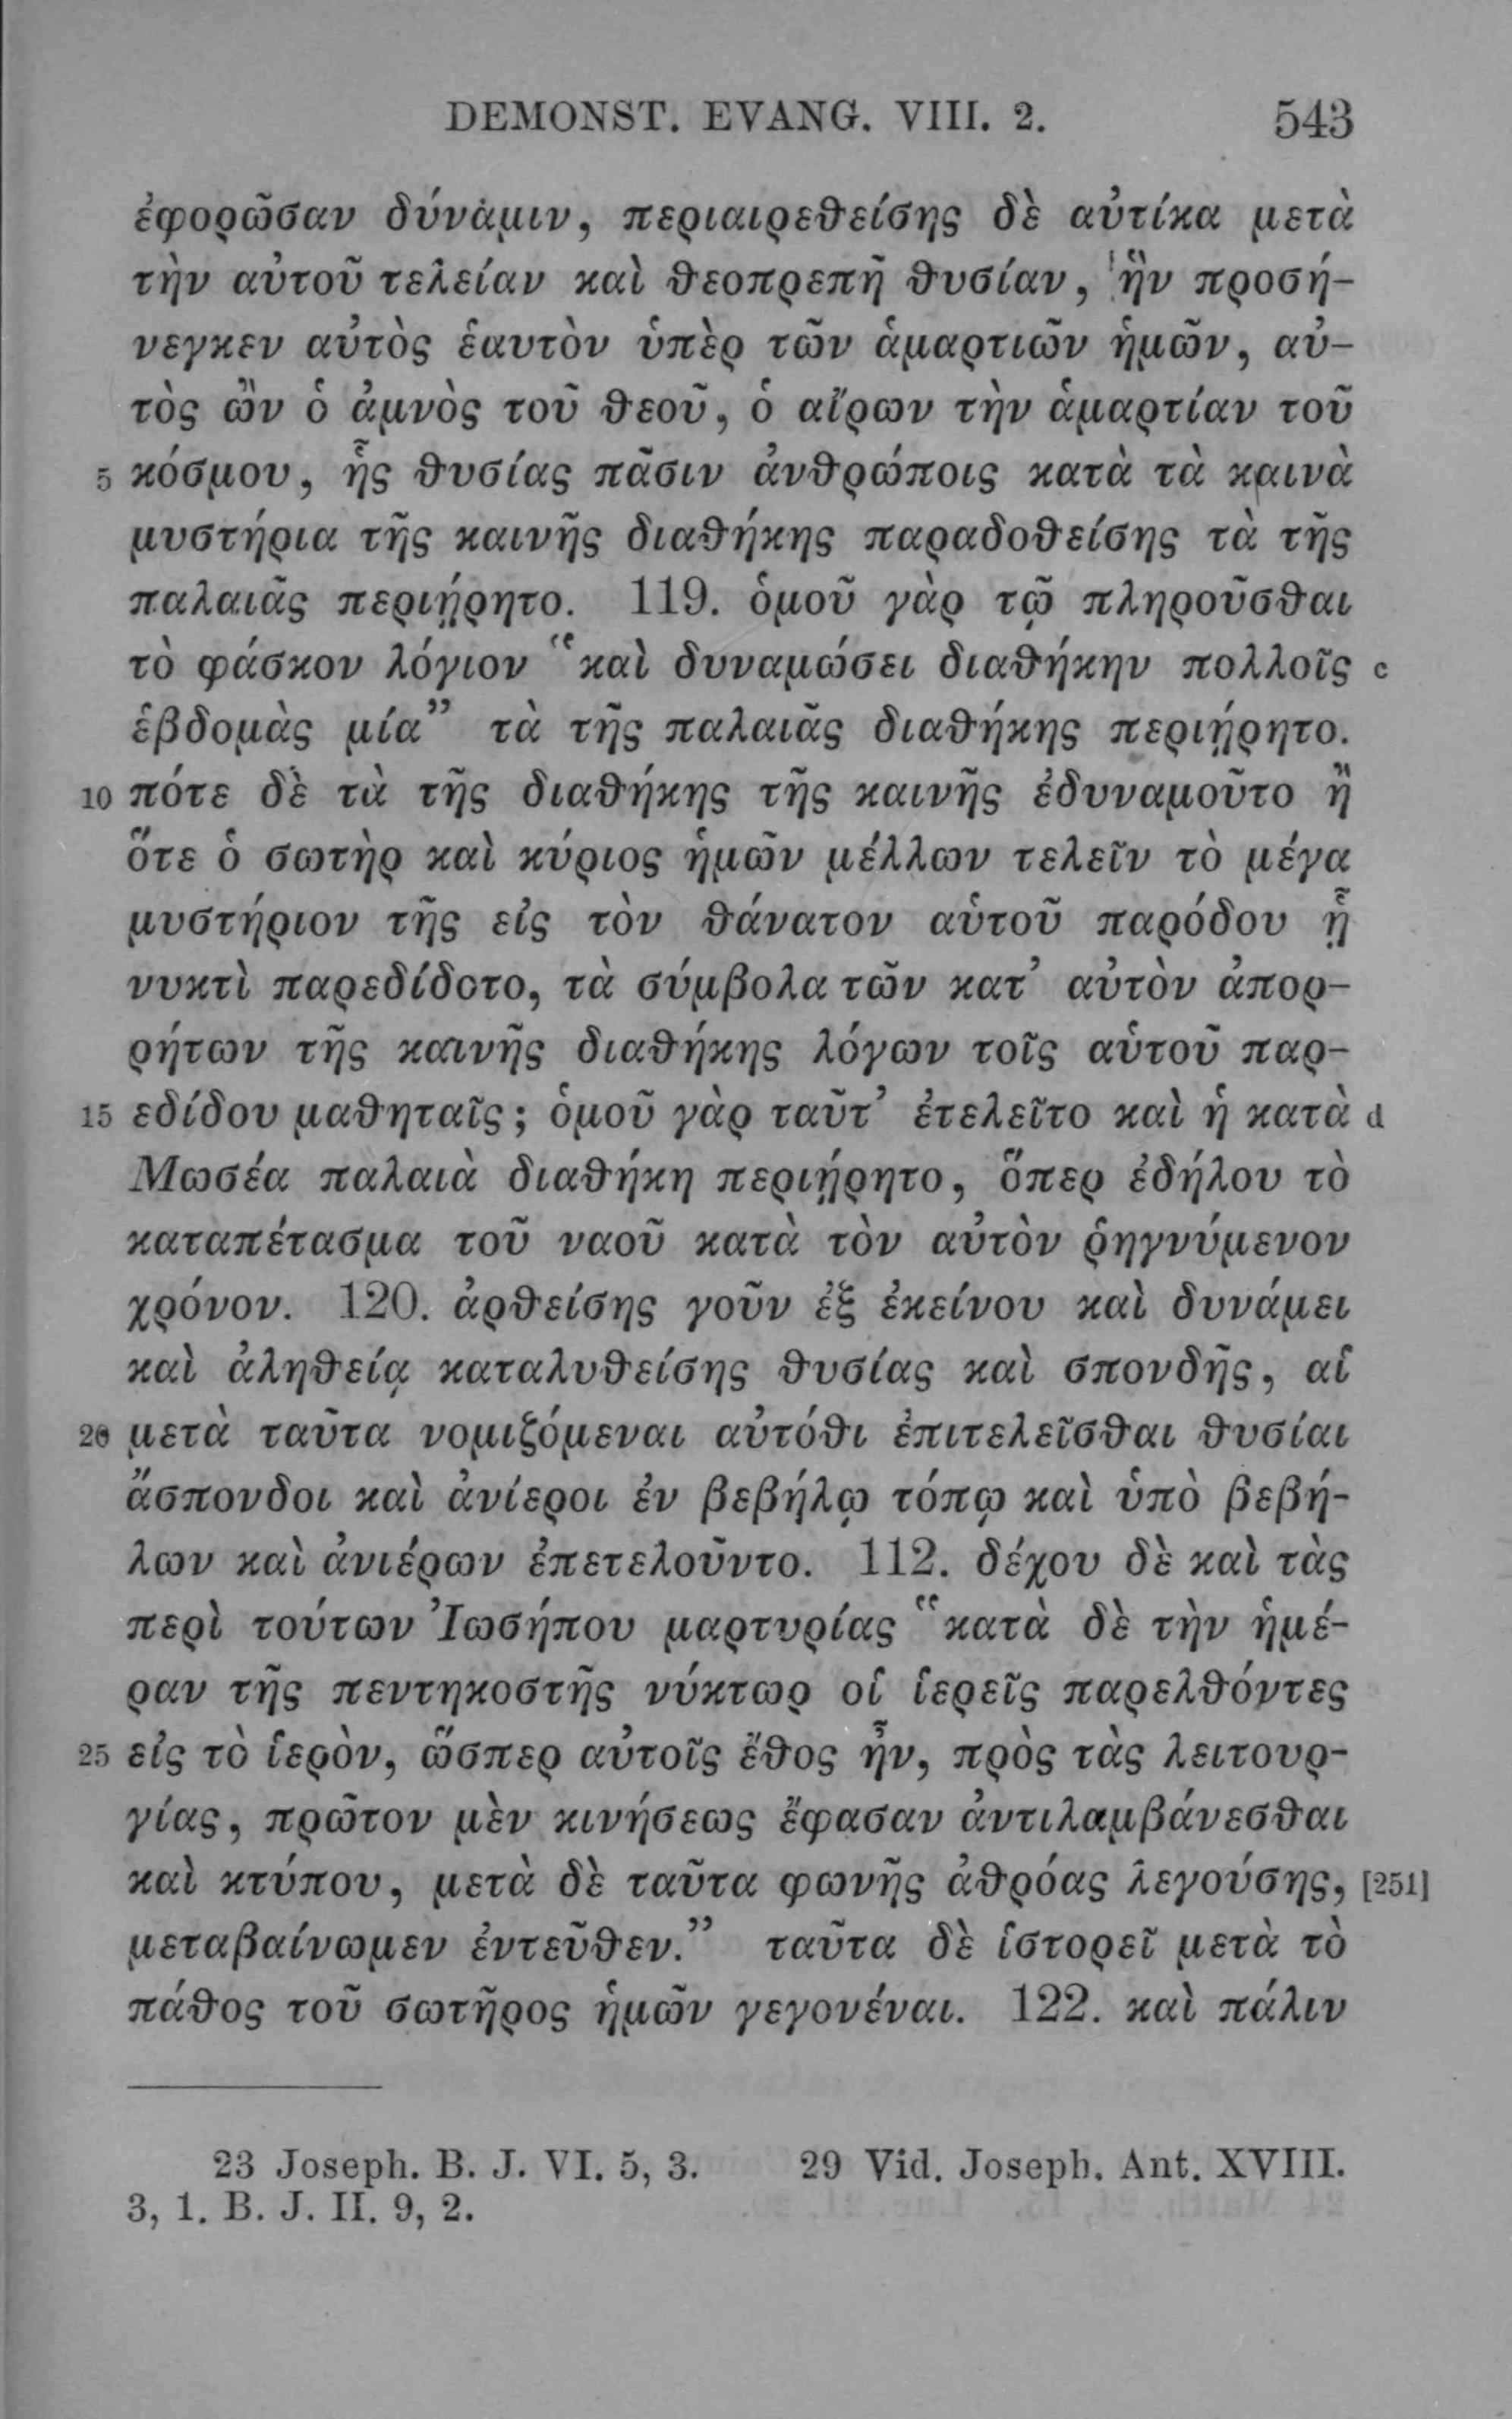 DEMONST. EVANG. VIII. 2. 543
ἐφορῶσαν δύναμιν, περιαιρεθείσης δὲ αὐτίκα μετὰ
τὴν αὐτοῦ τελείαν καὶ θεοπρεπῆ θυσίαν, ἣν προσή-
νεγκεν αὐτὸς ἑαυτὸν ὑπὲρ τῶν ἁμαρτιῶν ἡμῶν, αὐ-
τὸς ὢν ὁ ἀμνὸς τοῦ θεοῦ, ὁ αἴρων τὴν ἁμαρτίαν τοῦ
5 κόσμου, ἧς θυσίας πᾶσιν ἀνθρώποις κατὰ τὰ καινὰ
μυστήρια τῆς καινῆς διαθήκης παραδοθείσης τὰ τῆς
παλαιᾶς περιῄρητο. 119. ὁμοῦ γὰρ τῷ πληροῦσθαι
τὸ φάσκον λόγιον “καὶ δυναμώσει διαθήκην πολλοῖς c
ἑβδομὰς μία” τὰ τῆς παλαιᾶς διαθήκης περιῄρητο.
10 πότε δὲ τὰ τῆς διαθήκης τῆς καινῆς ἐδυναμοῦτο ἢ
ὅτε ὁ σωτὴρ καὶ κύριος ἡμῶν μέλλων τελεῖν τὸ μέγα
μυστήριον τῆς εἰς τὸν θάνατον αὑτοῦ παρόδου ᾗ
νυκτὶ παρεδίδοτο, τὰ σύμβολα τῶν κατ’ αὐτὸν ἀπορ-
ρήτων τῆς καινῆς διαθήκης λόγων τοῖς αὑτοῦ παρ-
15 εδίδου μαθηταῖς; ὁμοῦ γὰρ ταῦτ’ ἐτελεῖτο καὶ ἡ κατὰ d
Μωσέα παλαιὰ διαθήκη περιῄρητο, ὅπερ ἐδήλου τὸ
καταπέτασμα τοῦ ναοῦ κατὰ τὸν αὐτὸν ῥηγνύμενον
χρόνον. 120. ἀρθείσης γοῦν ἐξ ἐκείνου καὶ δυνάμει
καὶ ἀληθείᾳ καταλυθείσης θυσίας καὶ σπονδῆς, αἱ
20 μετὰ ταῦτα νομιζόμεναι αὐτόθι ἐπιτελεῖσθαι θυσίαι
ἄσπονδοι καὶ ἀνίεροι ἐν βεβήλῳ τόπῳ καὶ ὑπὸ βεβή-
λων καὶ ἀνιέρων ἐπετελοῦντο. 112. δέχου δὲ καὶ τὰς
περὶ τούτων Ἰωσήπου μαρτυρίας “κατὰ δὲ τὴν ἡμέ-
ραν τῆς πεντηκοστῆς νύκτωρ οἱ ἱερεῖς παρελθόντες
25 εἰς τὸ ἱερὸν, ὥσπερ αὐτοῖς ἔθος ἦν, πρὸς τὰς λειτουρ-
γίας, πρῶτον μὲν κινήσεως ἔφασαν ἀντιλαμβάνεσθαι
καὶ κτύπου, μετὰ δὲ ταῦτα φωνῆς ἀθρόας λεγούσης, [251]
μεταβαίνωμεν ἐντεῦθεν.” ταῦτα δὲ ἱστορεῖ μετὰ τὸ
πάθος τοῦ σωτῆρος ἡμῶν γεγονέναι. 122. καὶ πάλιν
23 Joseph. B. J. VI. 5, 3. 29 Vid. Joseph. Ant. XVIII.
3, 1. B. J. II. 9, 2.